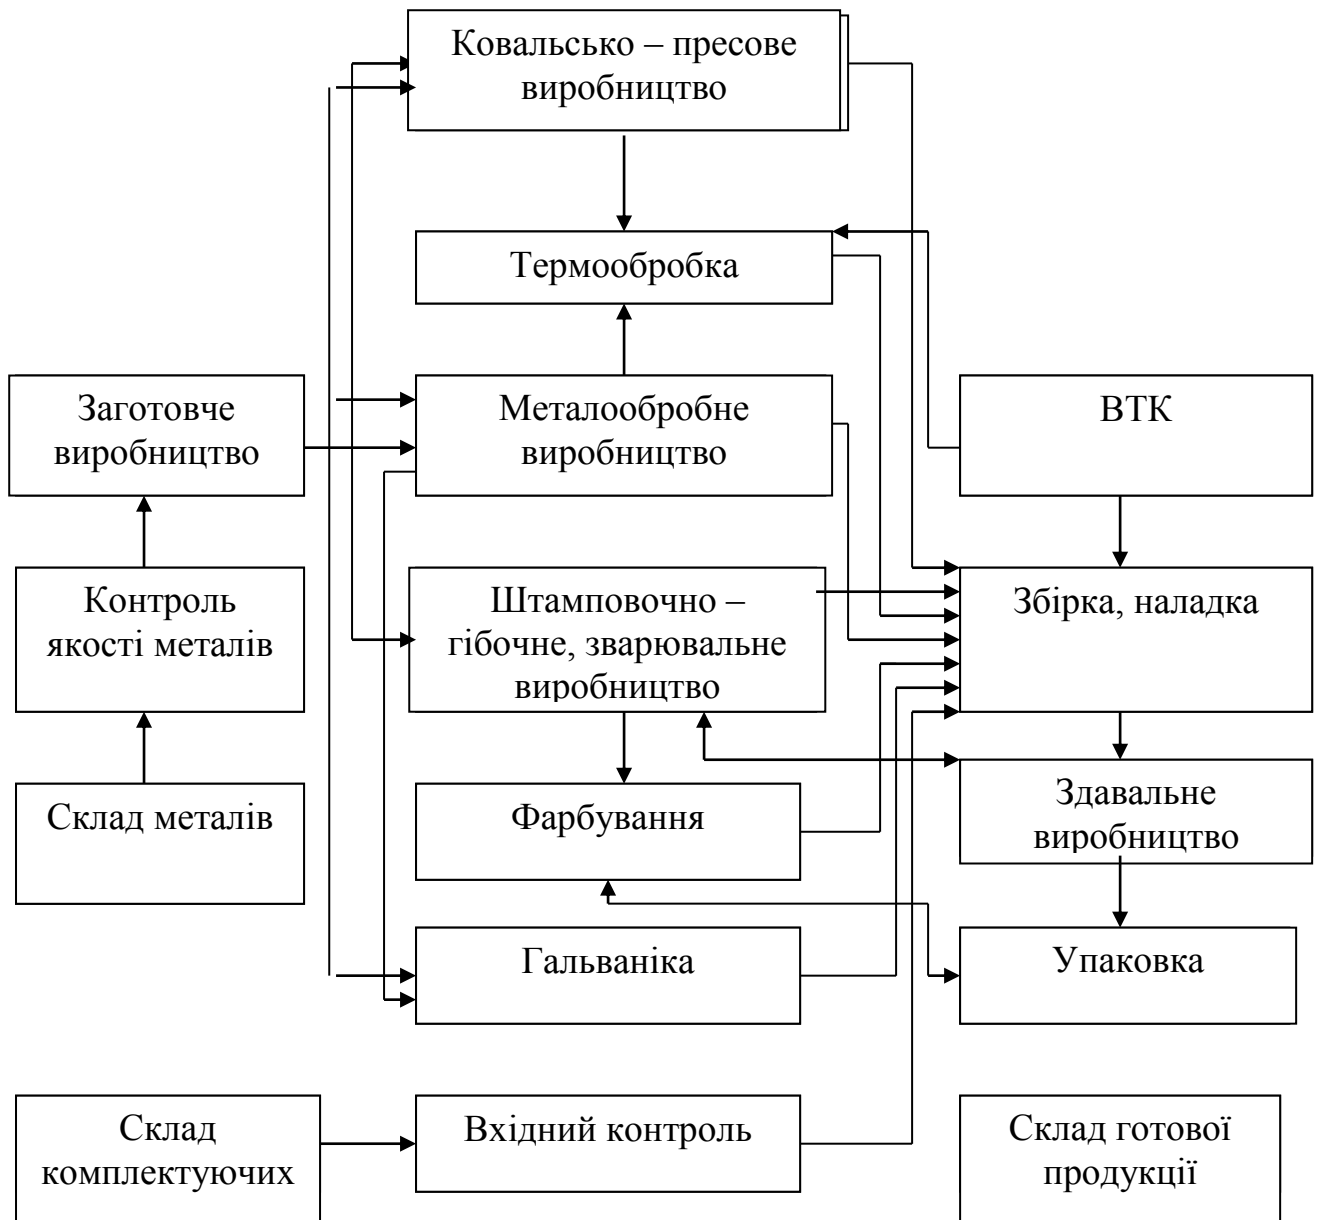 Ковальсько – пресове
виробництво
Термообробка
Заготовче
виробництво
Металообробне
виробництво
ВТК
Контроль
якості металів
Штамповочно –
гібочне, зварювальне
виробництво
Збірка, наладка
Склад металів
Фарбування
Здавальне
виробництво
Гальваніка
Упаковка
Склад
комплектуючих
Вхідний контроль
Склад готової
продукції